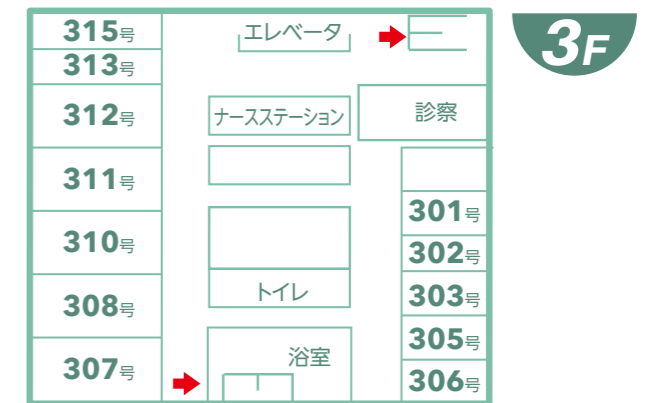 3F
315号
313号
312号
311号
310号
308号
307号
エレベータ
ナースステーション
トイレ
浴室
診察
301号
302号
303号
305号
306号